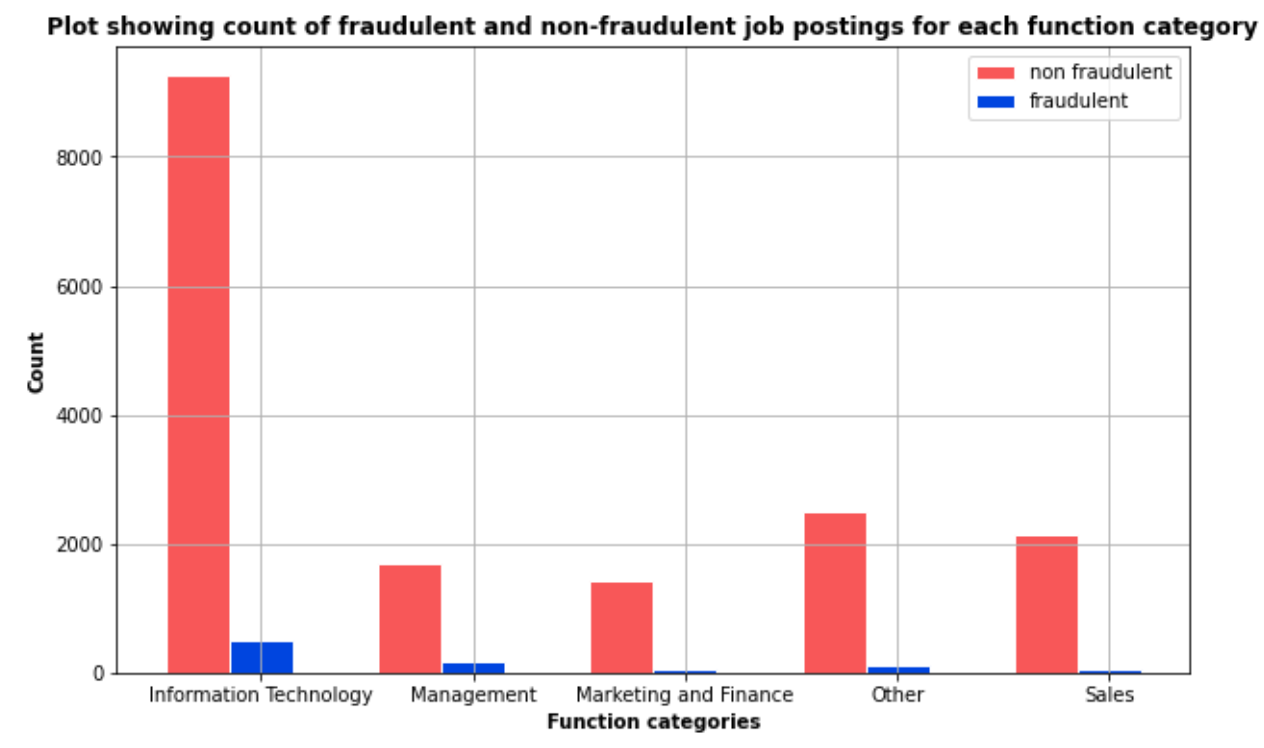 Plot showing count of fraudulent and non-fraudulent job postings for each function category
non fraudulent
fraudulent
8000
6000
4000
2000
0
Count
Information Technology Management Marketing and Finance Other Sales
Function categories